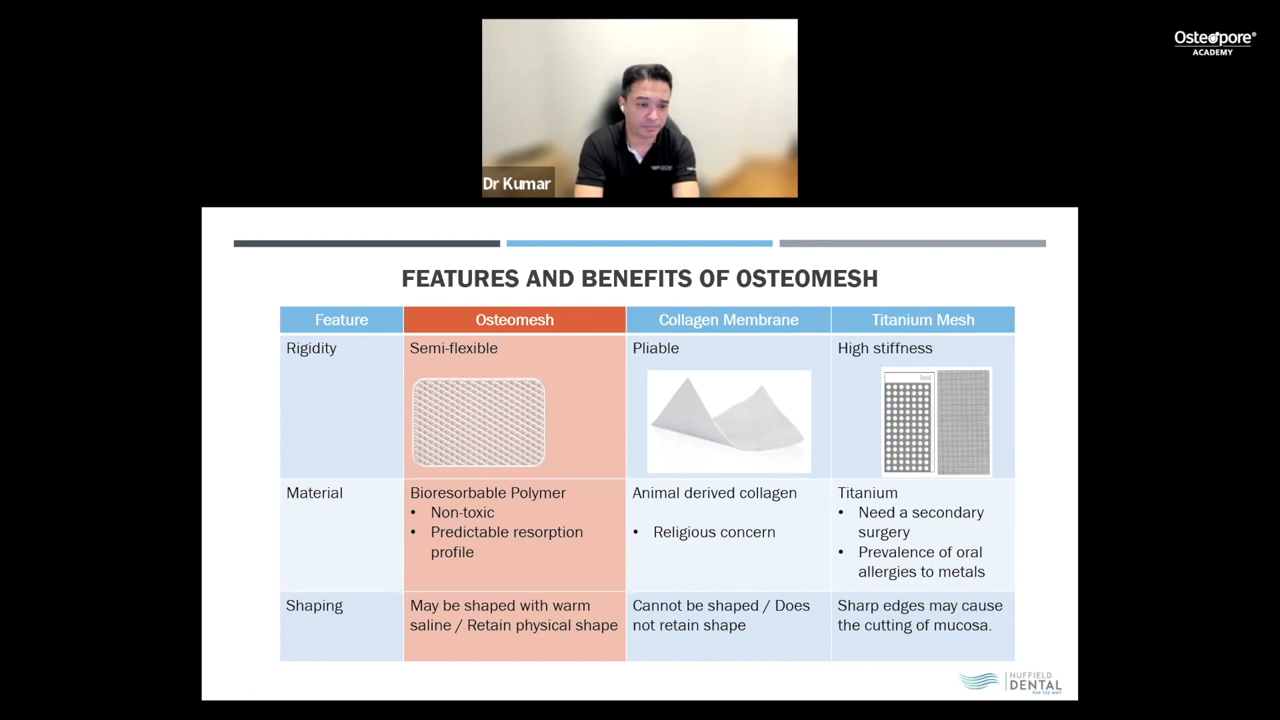 Osteopore®
ACADEMY
Dr Kumar
FEATURES AND BENEFITS OF OSTEOMESH
Feature Osteomesh Collagen Membrane Titanium Mesh
Rigidity Semi-flexible Pliable High stiffness
Material Bioresorbable Polymer Animal derived collagen Titanium
• Non-toxic • Need a secondary
• Predictable resorption • Religious concern surgery
profile • Prevalence of oral
allergies to metals
Shaping May be shaped with warm Cannot be shaped / Does Sharp edges may cause
saline / Retain physical shape not retain shape the cutting of mucosa.
NUFFIELD
DENTAL